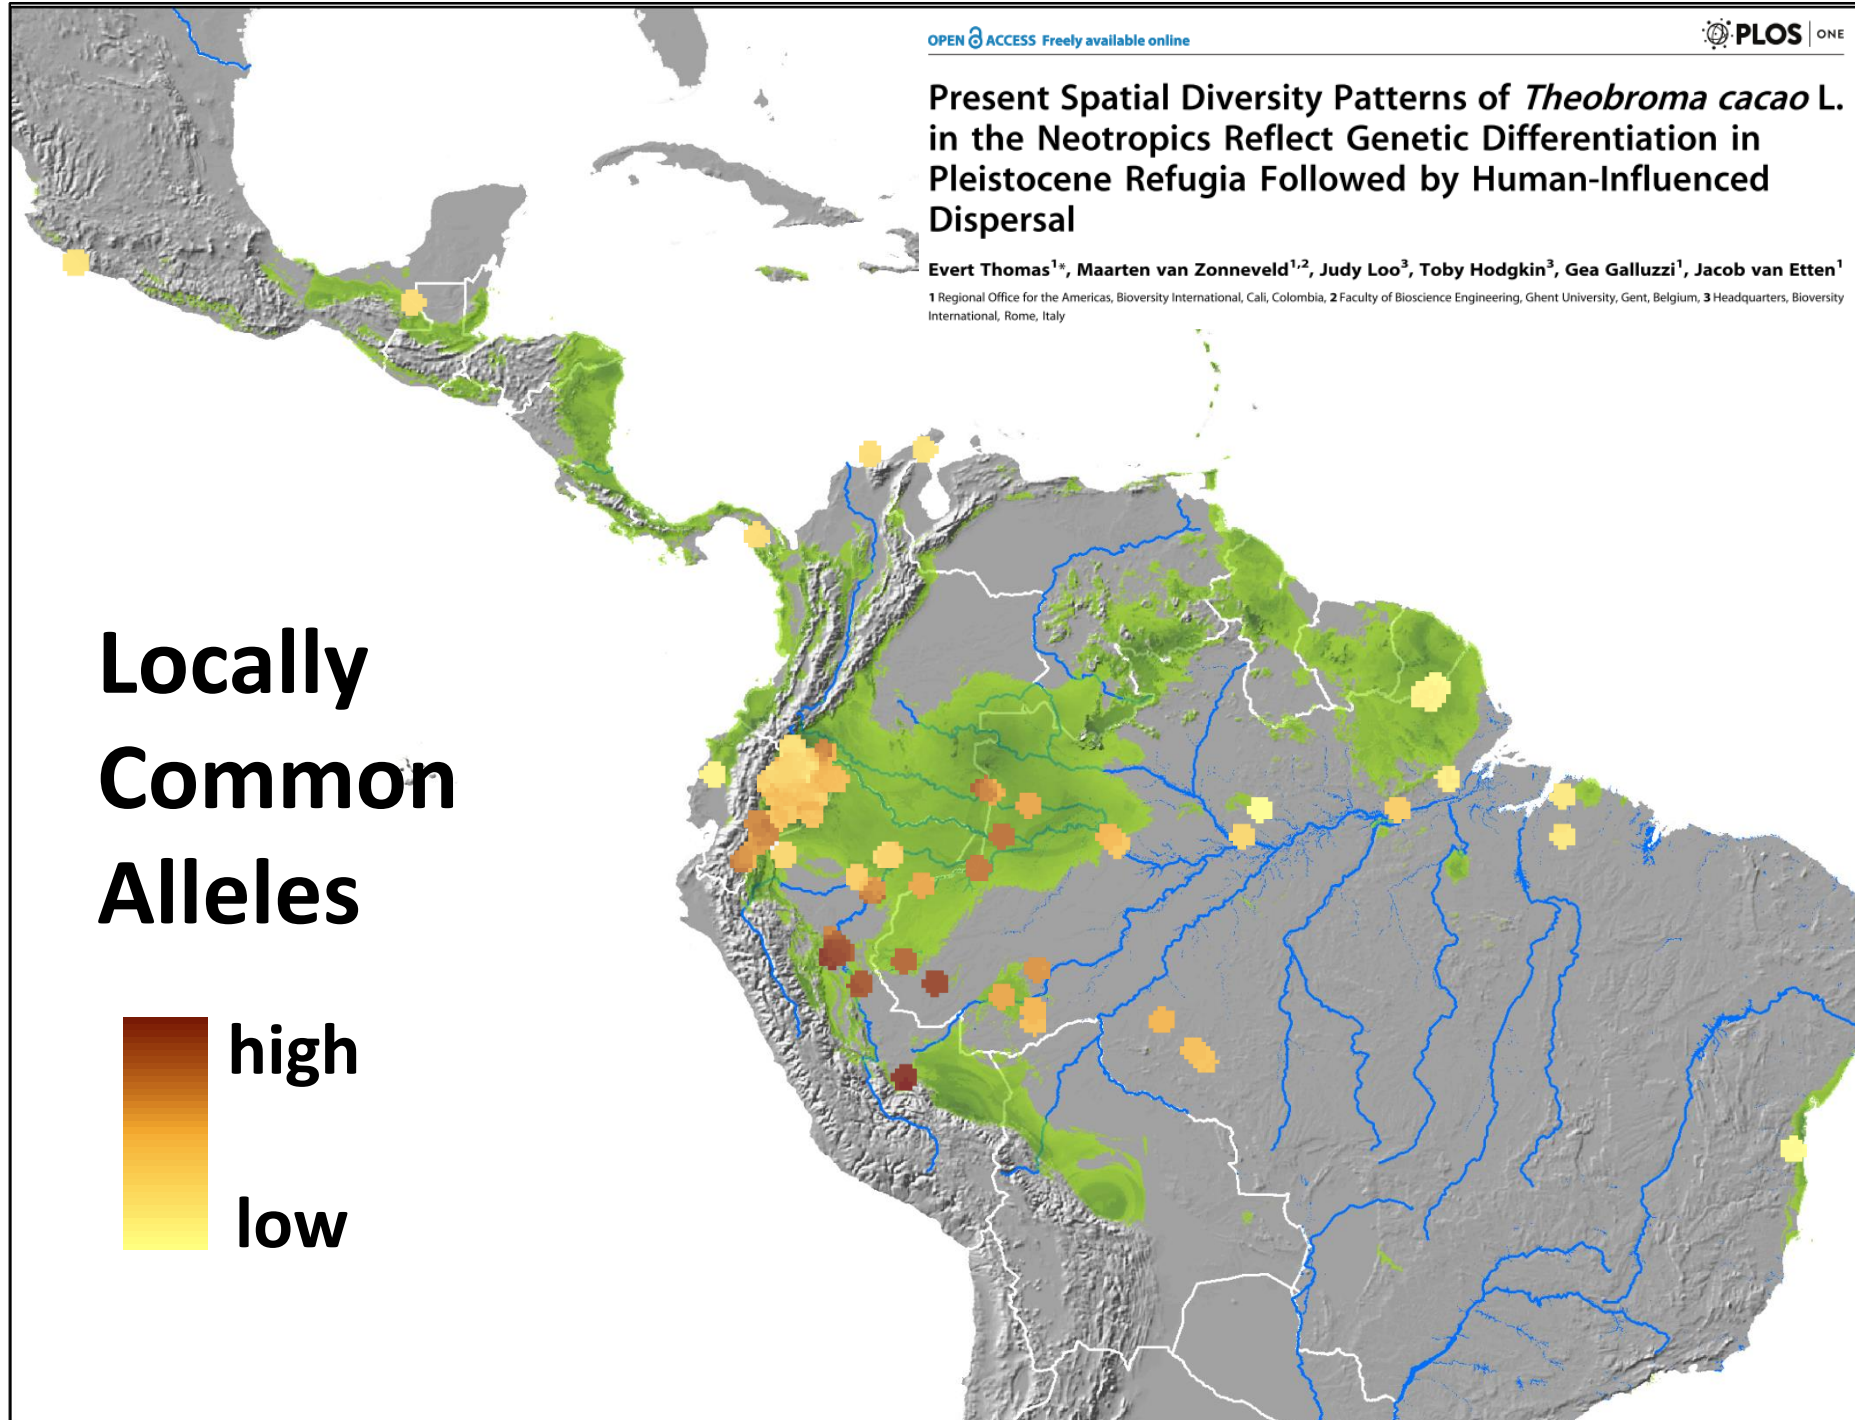 OPEN ACCESS Freely available online
PLOS ONE
Present Spatial Diversity Patterns of Theobroma cacao L.
in the Neotropics Reflect Genetic Differentiation in
Pleistocene Refugia Followed by Human-Influenced
Dispersal
Evert Thomas1*, Maarten van Zonneveld1,2, Judy Loo3, Toby Hodgkin3, Gea Galluzzi1, Jacob van Etten1
1 Regional Office for the Americas, Bioversity International, Cali, Colombia, 2 Faculty of Bioscience Engineering, Ghent University, Gent, Belgium, 3 Headquarters, Bioversity
International, Rome, Italy
Locally
Common
Alleles
high
low